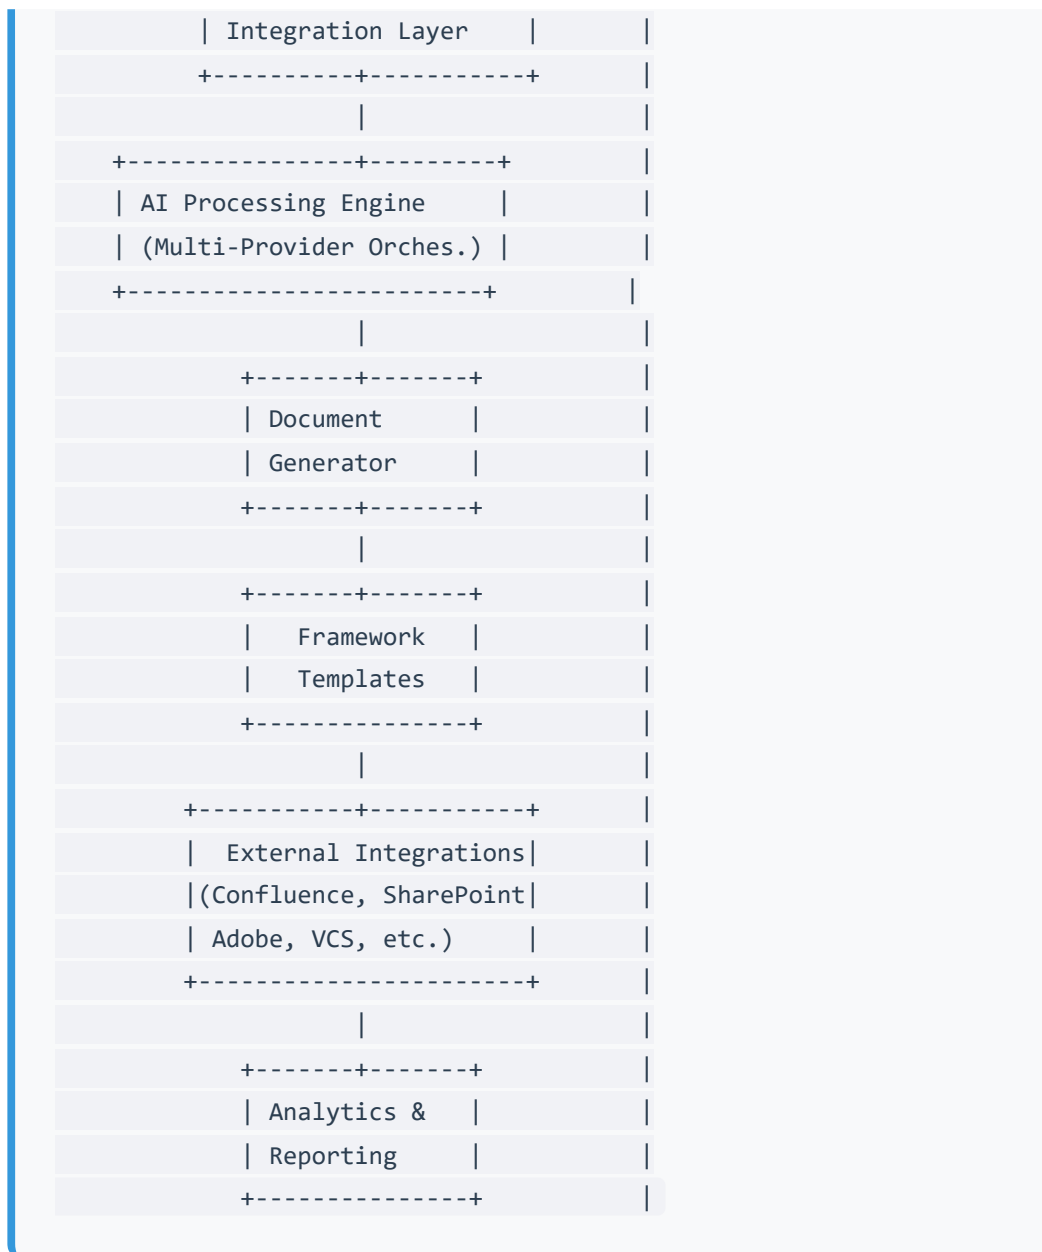 | Integration Layer    |       |
          +----------+-----------+       |
                     |                   |
    +----------------+---------+         |
    | AI Processing Engine     |         |
    | (Multi-Provider Orches.) |         |
    +-------------------------+         |
                     |                   |
             +-------+-------+           |
             | Document      |           |
             | Generator     |           |
             +-------+-------+           |
                     |                   |
             +-------+-------+           |
             |   Framework   |           |
             |   Templates   |           |
             +---------------+           |
                     |                   |
         +-----------+-----------+       |
         |  External Integrations|       |
         |(Confluence, SharePoint|       |
         | Adobe, VCS, etc.)     |       |
         +-----------------------+       |
                     |                   |
             +-------+-------+           |
             | Analytics &   |           |
             | Reporting     |           |
             +---------------+           |